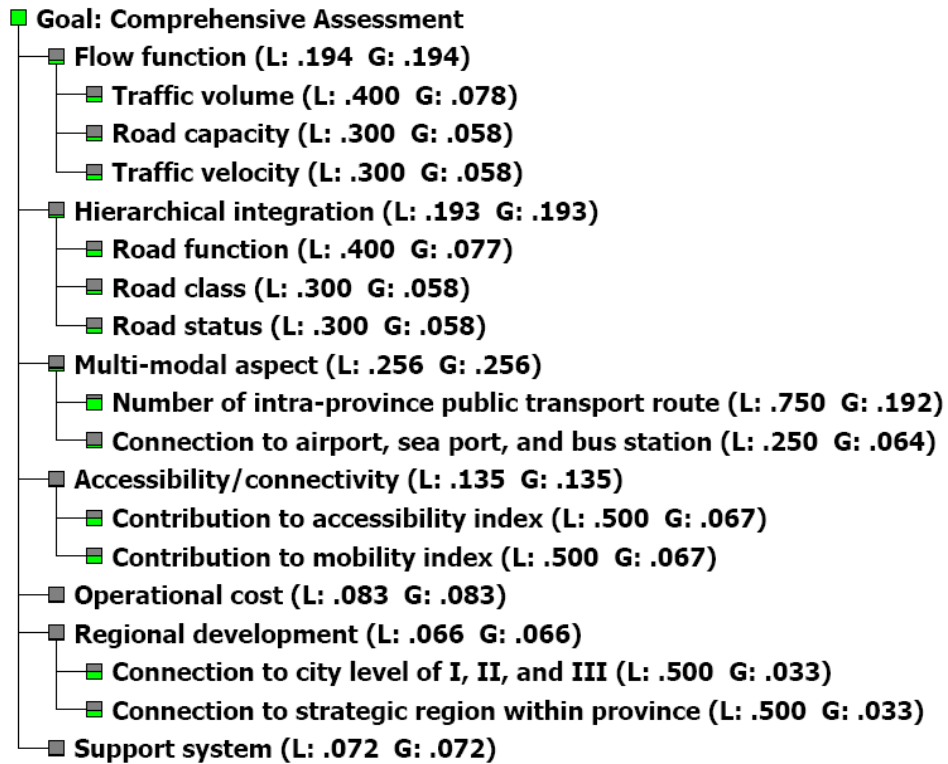 Goal: Comprehensive Assessment
Flow function (L: .194 G: .194)
Traffic volume (L: .400 G: .078)
Road capacity (L: .300 G: .058)
Traffic velocity (L: .300 G: .058)
Hierarchical integration (L: .193 G: .193)
Road function (L: .400 G: .077)
Road class (L: .300 G: .058)
Road status (L: .300 G: .058)
Multi-modal aspect (L: .256 G: .256)
Number of intra-province public transport route (L: .750 G: .192)
Connection to airport, sea port, and bus station (L: .250 G: .064)
Accessibility/connectivity (L: .135 G: .135)
Contribution to accessibility index (L: .500 G: .067)
Contribution to mobility index (L: .500 G: .067)
Operational cost (L: .083 G: .083)
Regional development (L: .066 G: .066)
Connection to city level of I, II, and III (L: .500 G: .033)
Connection to strategic region within province (L: .500 G: .033)
Support system (L: .072 G: .072)